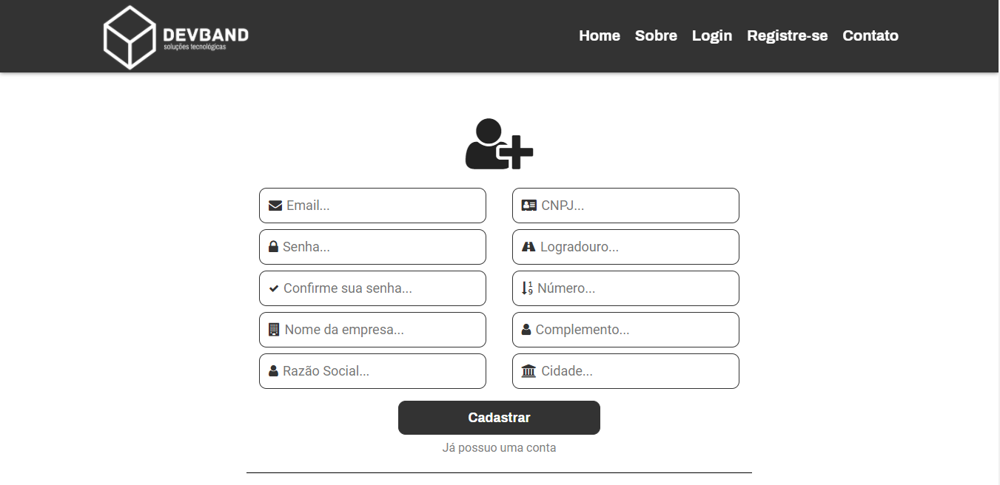 DEVBAND
soluções tecnológicas
Home Sobre Login Registre-se Contato
Email...
CNPJ...
Senha...
Logradouro...
Confirme sua senha...
Número...
Nome da empresa...
Complemento...
Razão Social...
Cidade...
Cadastrar
Já possuo uma conta